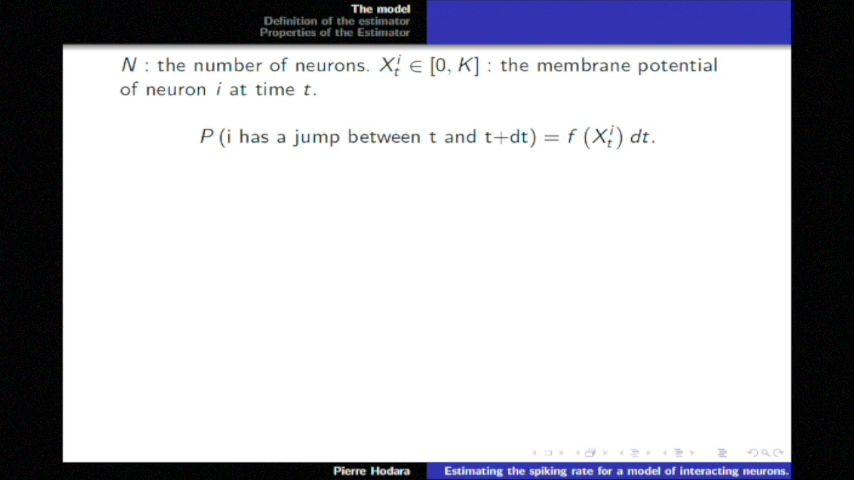 The model
Definition of the estimator
Properties of the Estimator
N : the number of neurons. X_t^i ∈ [0, K] : the membrane potential
of neuron i at time t.
P (i has a jump between t and t+dt) = f (X_t^i) dt.
Pierre Hodara
Estimating the spiking rate for a model of interacting neurons.